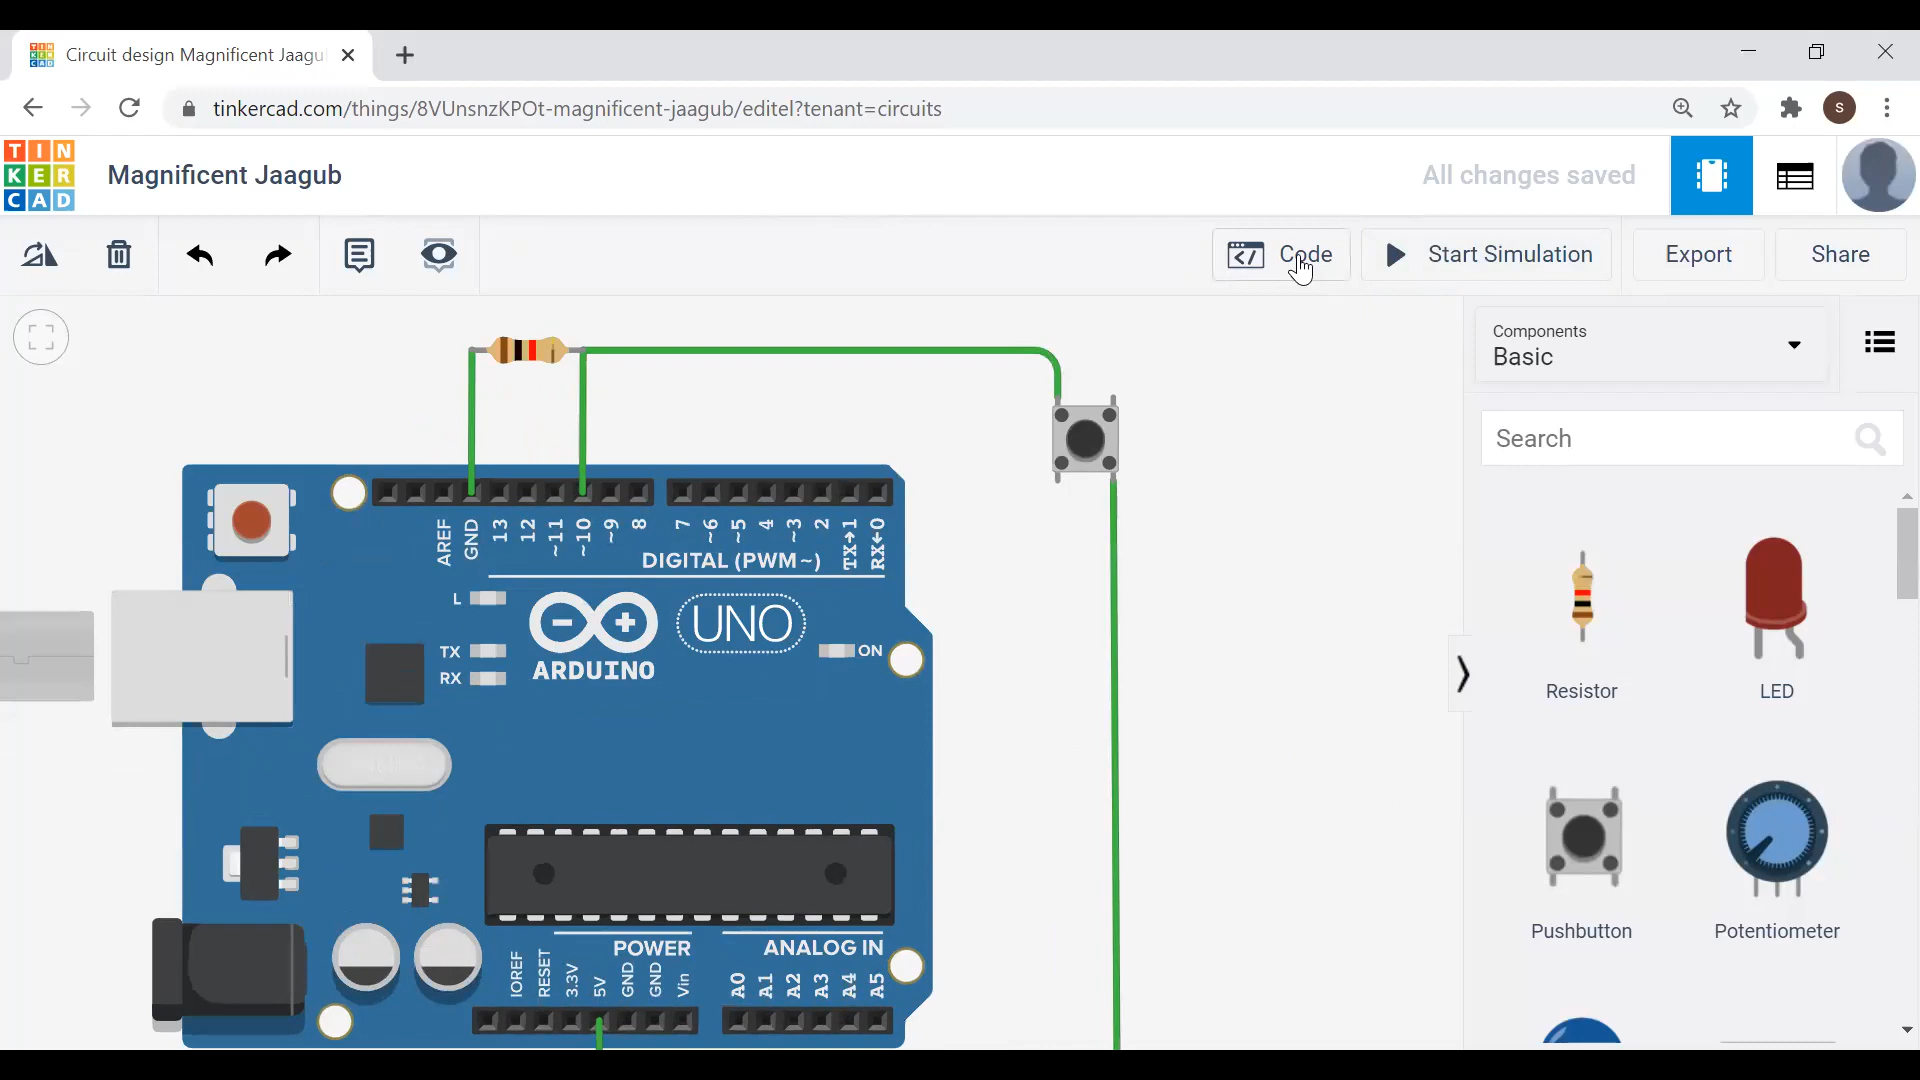 Circuit design Magnificent Jaagu
tinkercad.com/things/8VUnsnzKPOt-magnificent-jaagub/editel?tenant=circuits
S
TIN
KER
CAD
Magnificent Jaagub
All changes saved
Code
Start Simulation
Export
Share
Components
Basic
Search
Resistor
LED
Pushbutton
Potentiometer
AREF
GND
13
12
~11
~10
~9
8
7
~6
~5
4
~3
2
TX→1
RX←0
DIGITAL (PWM~)
L
TX
RX
ARDUINO
UNO
ON
POWER
ANALOG IN
IOREF
RESET
3.3V
5V
GND
GND
Vin
A0
A1
A2
A3
A4
A5